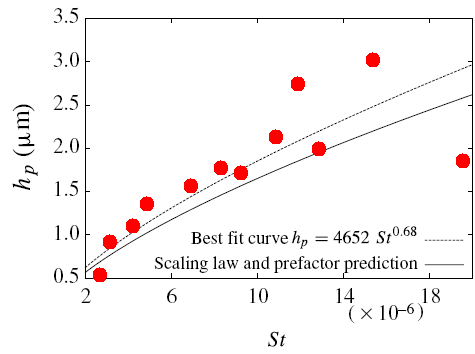 3.5
3.0
2.5
2.0
1.5
1.0
0.5
h_p (μm)
Best fit curve h_p = 4652 St^0.68
Scaling law and prefactor prediction
2 6 10 14 18
(×10^−6)
St